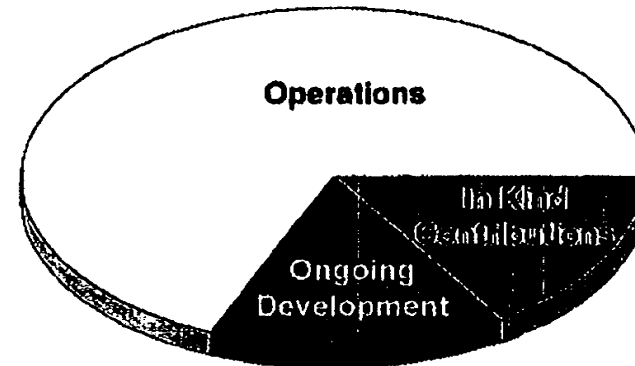 Operations
In Kind
Contributions
Ongoing
Development